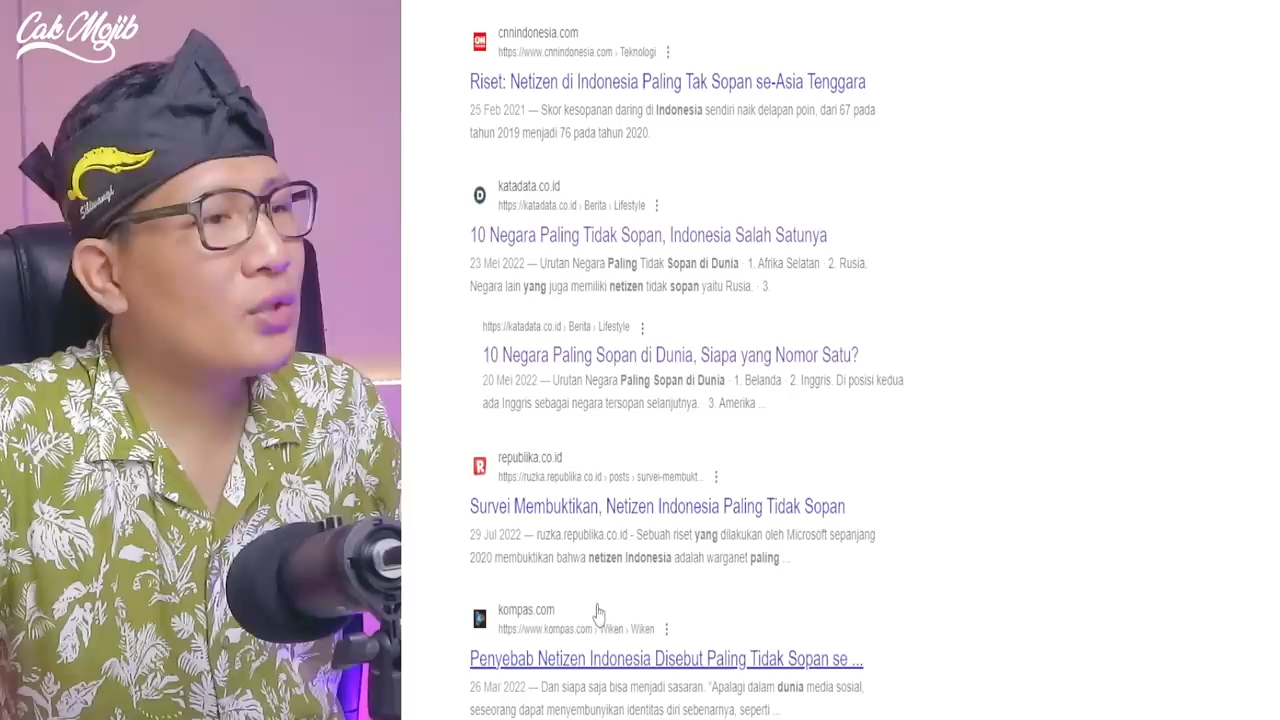 Cak Mojib
Sritanjung
cnnindonesia.com
https://www.cnnindonesia.com › Teknologi
Riset: Netizen di Indonesia Paling Tak Sopan se-Asia Tenggara
25 Feb 2021 — Skor kesopanan daring di Indonesia sendiri naik delapan poin, dari 67 pada
tahun 2019 menjadi 76 pada tahun 2020.
katadata.co.id
https://katadata.co.id › Berita › Lifestyle
10 Negara Paling Tidak Sopan, Indonesia Salah Satunya
23 Mei 2022 — Urutan Negara Paling Tidak Sopan di Dunia · 1. Afrika Selatan · 2. Rusia.
Negara lain yang juga memiliki netizen tidak sopan yaitu Rusia. · 3.
https://katadata.co.id › Berita › Lifestyle
10 Negara Paling Sopan di Dunia, Siapa yang Nomor Satu?
20 Mei 2022 — Urutan Negara Paling Sopan di Dunia · 1. Belanda · 2. Inggris. Di posisi kedua
ada Inggris sebagai negara tersopan selanjutnya. 3. Amerika ...
republika.co.id
https://ruzka.republika.co.id › posts › survei-membukt...
Survei Membuktikan, Netizen Indonesia Paling Tidak Sopan
29 Jul 2022 — ruzka.republika.co.id - Sebuah riset yang dilakukan oleh Microsoft sepanjang
2020 membuktikan bahwa netizen Indonesia adalah warganet paling ...
kompas.com
https://www.kompas.com › Wiken › Wiken
Penyebab Netizen Indonesia Disebut Paling Tidak Sopan se ...
26 Mar 2022 — Dan siapa saja bisa menjadi sasaran. "Apalagi dalam dunia media sosial,
seseorang dapat menyembunyikan identitas diri sebenarnya, seperti ...